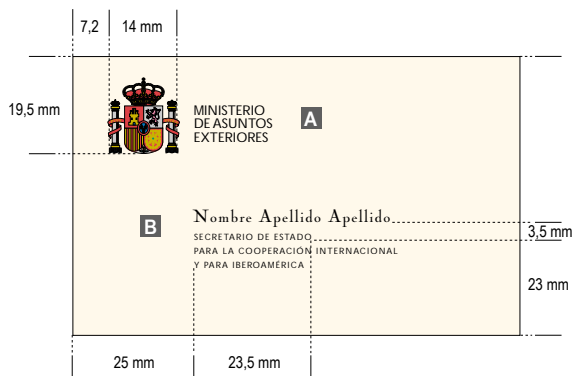 7,2
14 mm
19,5 mm
MINISTERIO
DE ASUNTOS
EXTERIORES
A
B
Nombre Apellido Apellido
SECRETARIO DE ESTADO
PARA LA COOPERACIÓN INTERNACIONAL
Y PARA IBEROAMÉRICA
3,5 mm
23 mm
25 mm
23,5 mm